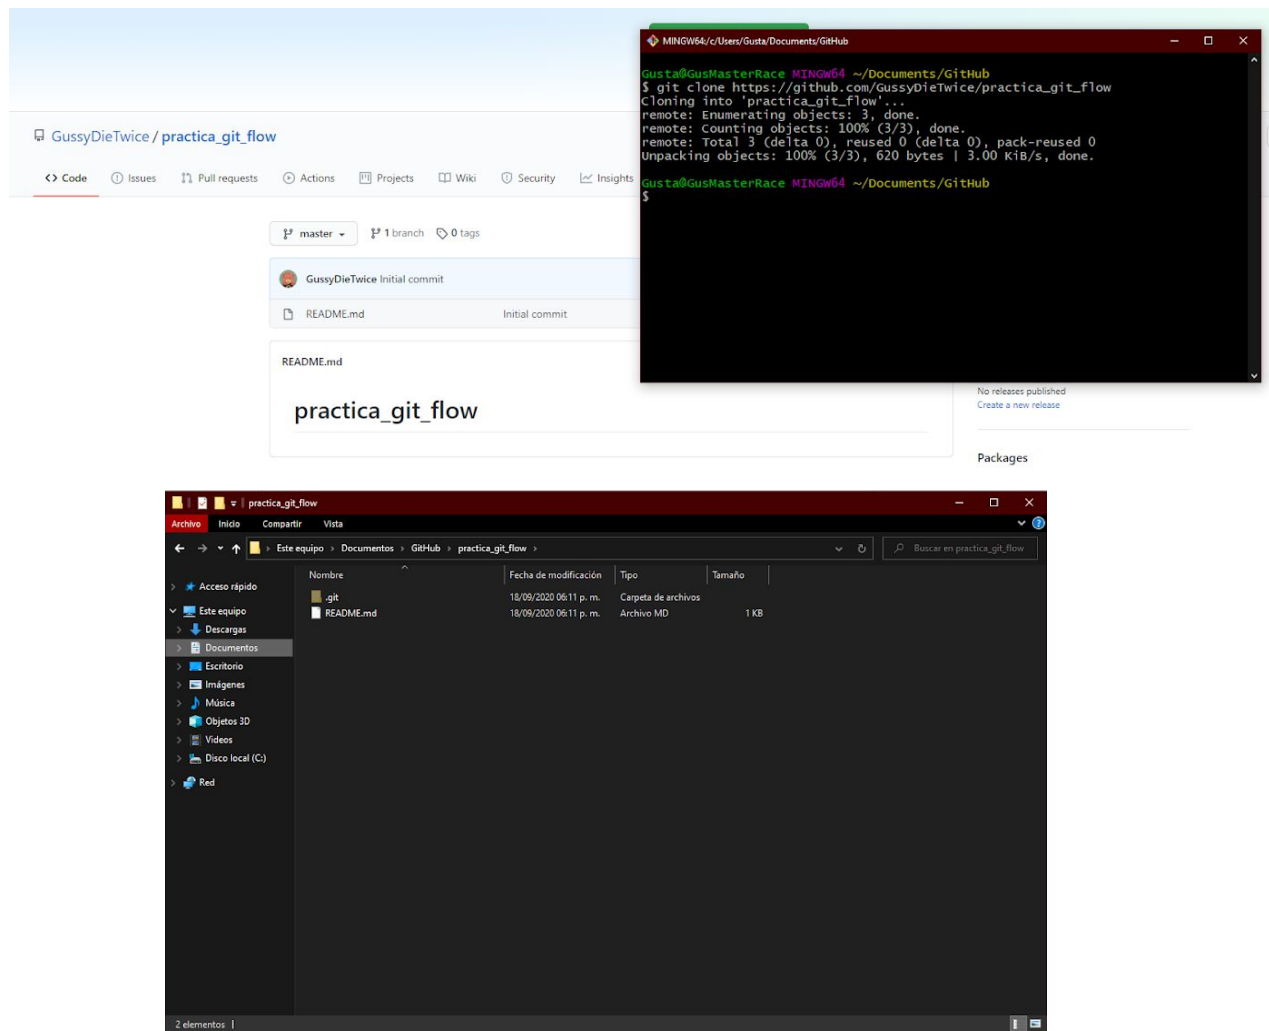 MINGW64:/c/Users/Gusta/Documents/GitHub
Gusta@GusMasterRace MINGW64 ~/Documents/GitHub
$ git clone https://github.com/GussyDieTwice/practica_git_flow
Cloning into 'practica_git_flow'...
remote: Enumerating objects: 3, done.
remote: Counting objects: 100% (3/3), done.
remote: Total 3 (delta 0), reused 0 (delta 0), pack-reused 0
Unpacking objects: 100% (3/3), 620 bytes | 3.00 KiB/s, done.
Gusta@GusMasterRace MINGW64 ~/Documents/GitHub
$
GussyDieTwice / practica_git_flow
<> Code Issues Pull requests Actions Projects Wiki Security Insights
master 1 branch 0 tags
GussyDieTwice Initial commit
README.md Initial commit
README.md
practica_git_flow
No releases published
Create a new release
Packages
practica_git_flow
Archivo Inicio Compartir Vista
Este equipo > Documentos > GitHub > practica_git_flow >
Buscar en practica_git_flow
Nombre Fecha de modificación Tipo Tamaño
.git 18/09/2020 06:11 p. m. Carpeta de archivos
README.md 18/09/2020 06:11 p. m. Archivo MD 1 KB
Acceso rápido
Este equipo
Descargas
Documentos
Escritorio
Imágenes
Música
Objetos 3D
Videos
Disco local (C:)
Red
2 elementos